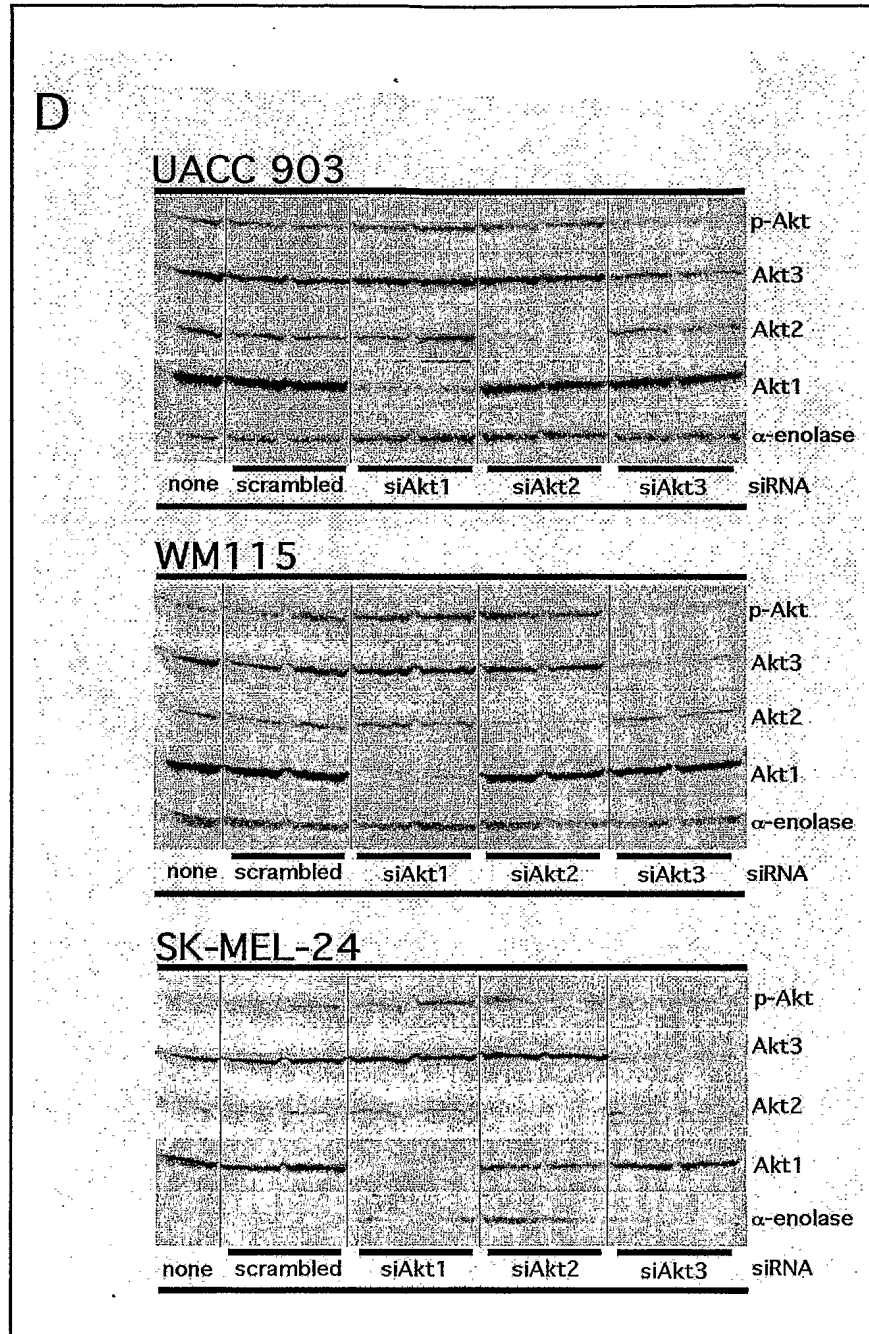 D
UACC 903
p-Akt
Akt3
Akt2
Akt1
α-enolase
none scrambled siAkt1 siAkt2 siAkt3 siRNA
WM115
p-Akt
Akt3
Akt2
Akt1
α-enolase
none scrambled siAkt1 siAkt2 siAkt3 siRNA
SK-MEL-24
p-Akt
Akt3
Akt2
Akt1
α-enolase
none scrambled siAkt1 siAkt2 siAkt3 siRNA